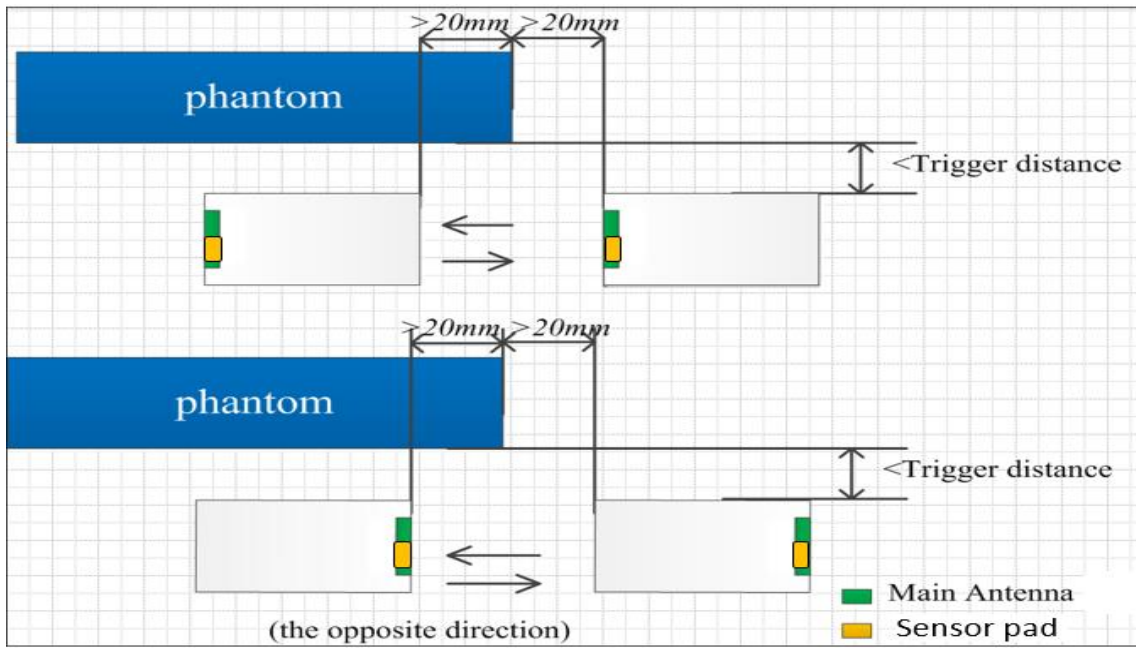 >20mm >20mm
phantom
<Trigger distance
>20mm >20mm
phantom
<Trigger distance
(the opposite direction)
Main Antenna
Sensor pad